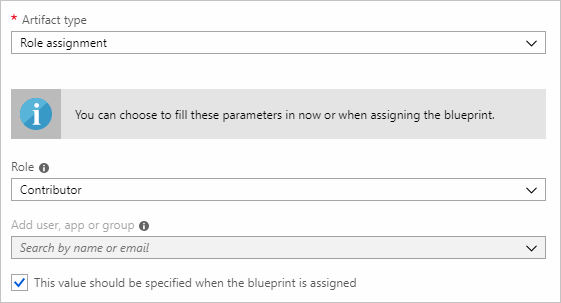 * Artifact type
Role assignment
You can choose to fill these parameters in now or when assigning the blueprint.
Role
Contributor
Add user, app or group
Search by name or email
This value should be specified when the blueprint is assigned